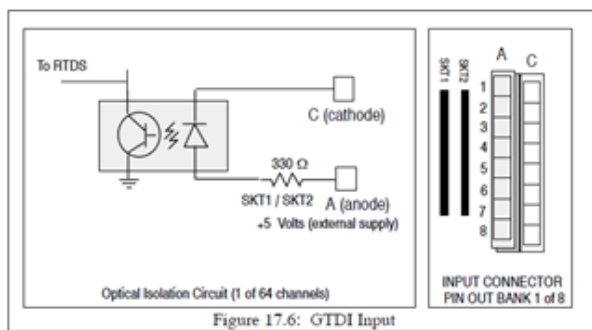 To RTDS
C (cathode)
330 Ω
SKT1 / SKT2
A (anode)
+5 Volts (external supply)
Optical Isolation Circuit (1 of 64 channels)
A
C
SKT1
SKT2
1
2
3
4
5
6
7
8
INPUT CONNECTOR
PIN OUT BANK 1 of 8
Figure 17.6: GTDI Input